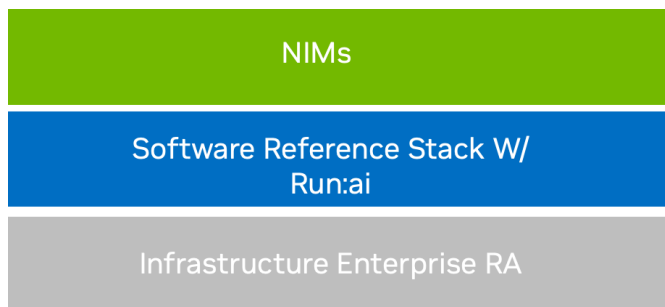 NIMs
Software Reference Stack W/
Run:ai
Infrastructure Enterprise RA